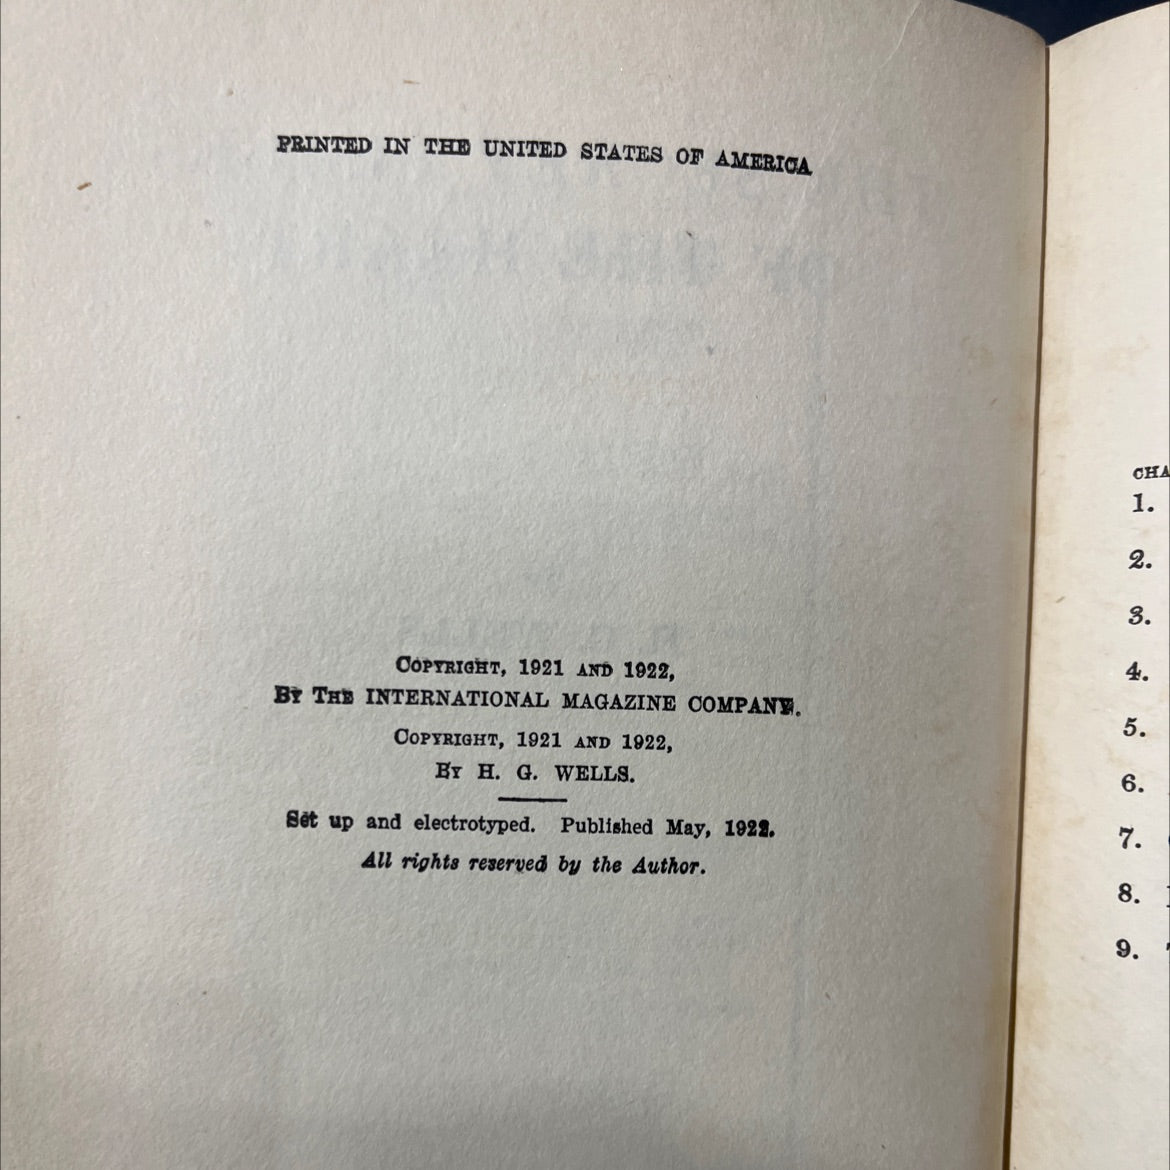 PRINTED IN THE UNITED STATES OF AMERICA
COPYRIGHT, 1921 AND 1922,
BY THE INTERNATIONAL MAGAZINE COMPANY.
COPYRIGHT, 1921 AND 1922,
BY H. G. WELLS.
Set up and electrotyped. Published May, 1922.
All rights reserved by the Author.
1.
2.
3.
4.
5.
6.
7.
8.
9.